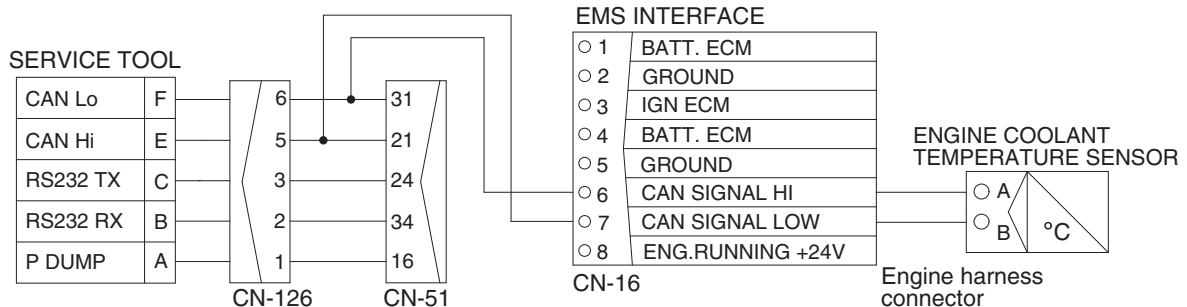 EMS INTERFACE
SERVICE TOOL
CAN Lo F 6 31
CAN Hi E 5 21
RS232 TX C 3 24
RS232 RX B 2 34
P DUMP A 1 16
CN-126 CN-51
1 BATT. ECM
2 GROUND
3 IGN ECM
4 BATT. ECM
5 GROUND
6 CAN SIGNAL HI
7 CAN SIGNAL LOW
8 ENG.RUNNING +24V
CN-16
ENGINE COOLANT
TEMPERATURE SENSOR
A
B °C
Engine harness
connector